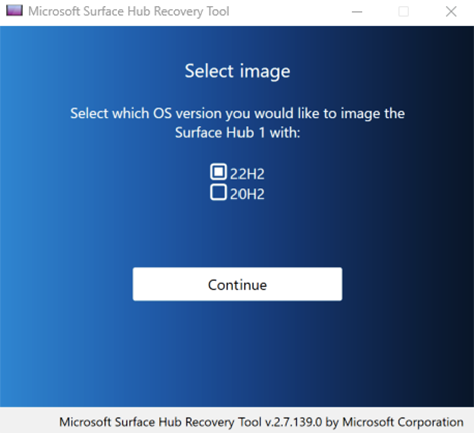 Microsoft Surface Hub Recovery Tool
Select image
Select which OS version you would like to image the
Surface Hub 1 with:
22H2
20H2
Continue
Microsoft Surface Hub Recovery Tool v.2.7.139.0 by Microsoft Corporation